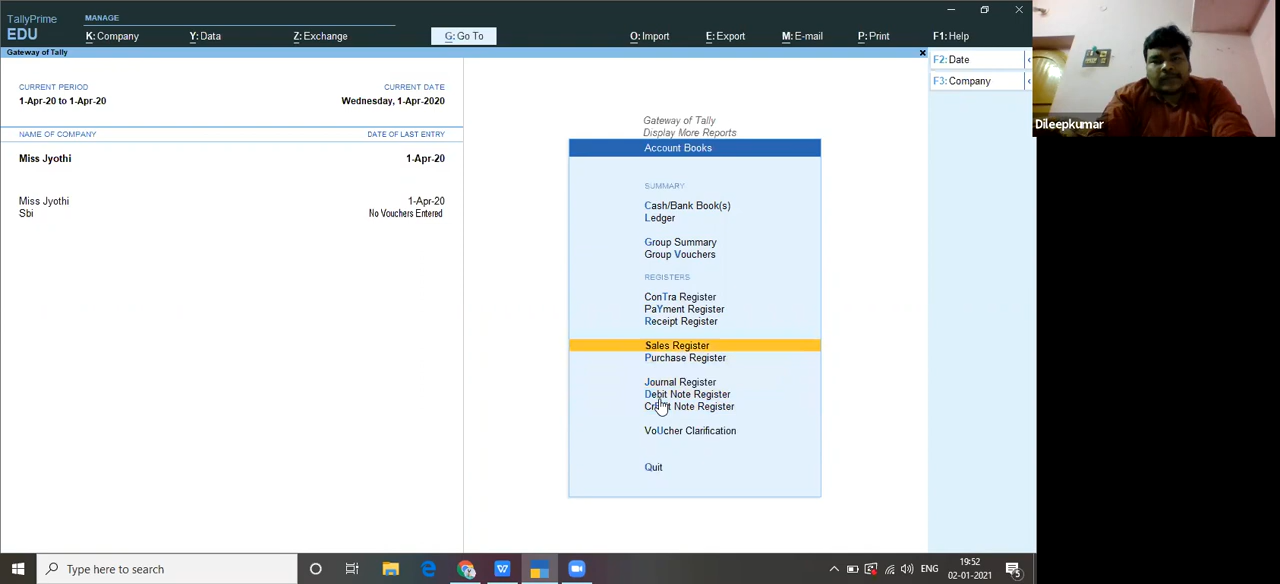 TallyPrime
EDU
MANAGE
K: Company
Y: Data
Z: Exchange
G: Go To
O: Import
E: Export
M: E-mail
P: Print
F1: Help
Gateway of Tally
F2: Date
F3: Company
CURRENT PERIOD
CURRENT DATE
1-Apr-20 to 1-Apr-20
Wednesday, 1-Apr-2020
NAME OF COMPANY
DATE OF LAST ENTRY
Miss Jyothi
1-Apr-20
Miss Jyothi
1-Apr-20
Sbi
No Vouchers Entered
Gateway of Tally
Display More Reports
Account Books
SUMMARY
Cash/Bank Book(s)
Ledger
Group Summary
Group Vouchers
REGISTERS
ConTra Register
PaYment Register
Receipt Register
Sales Register
Purchase Register
Journal Register
Debit Note Register
Credit Note Register
VoUcher Clarification
Quit
Dileepkumar
Type here to search
ENG
19:52
02-01-2021
5